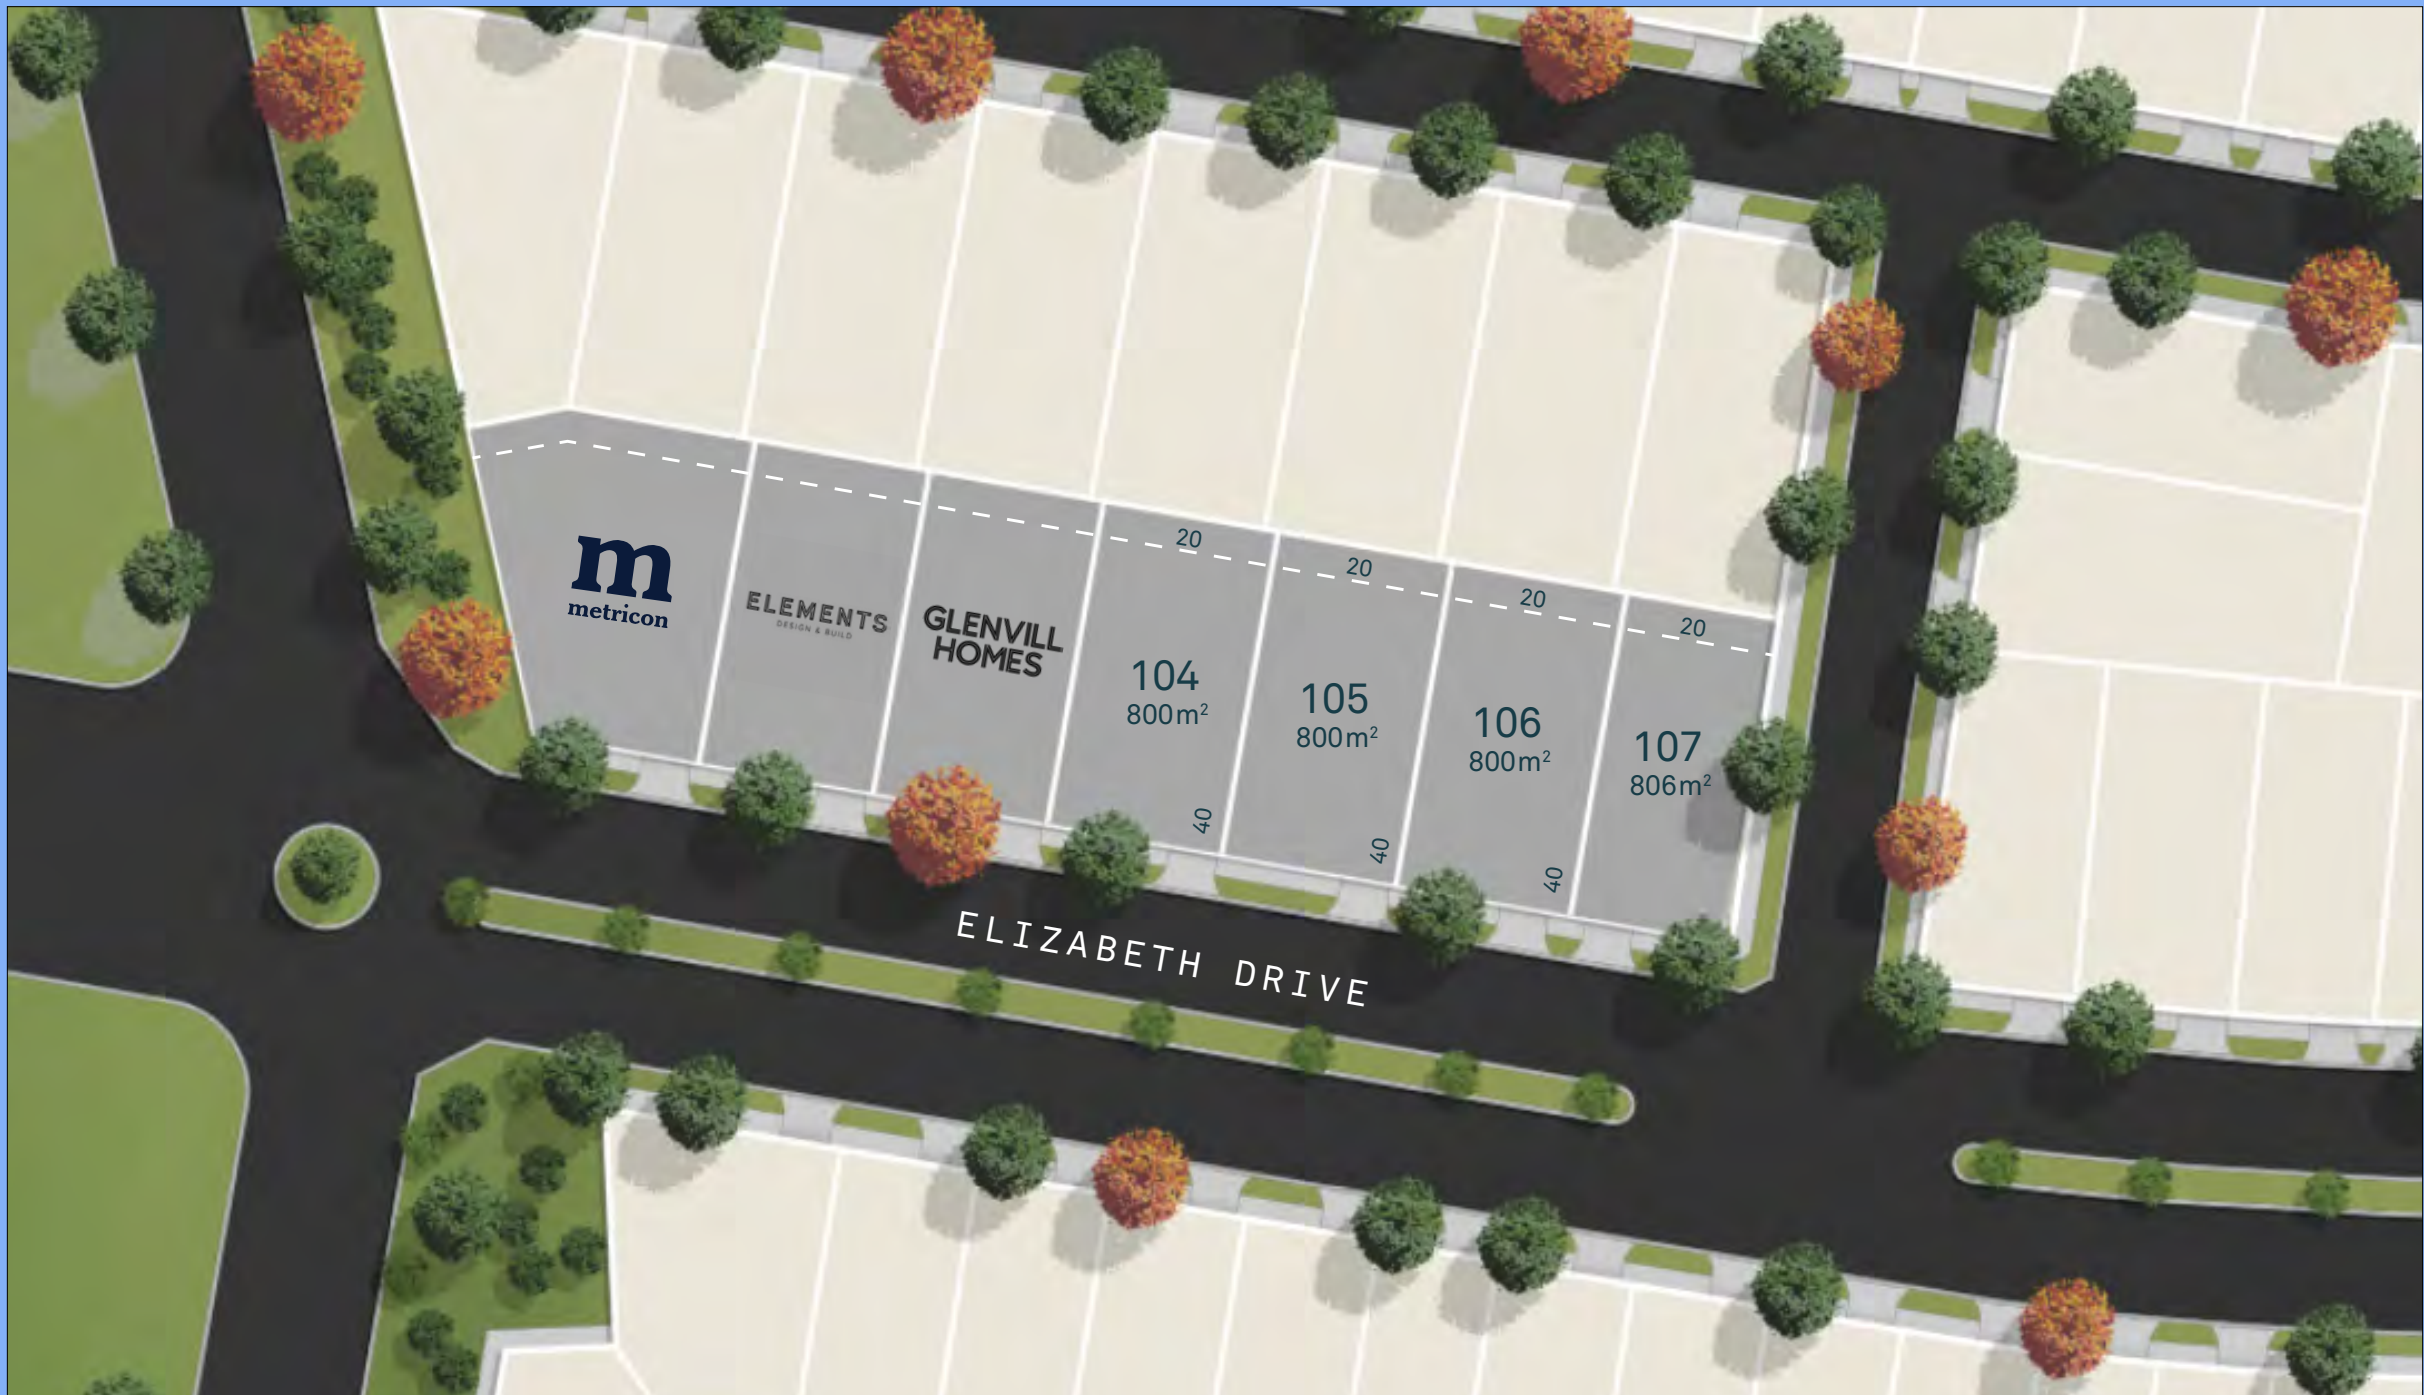 m
metricon
ELEMENTS
DESIGN & BUILD
GLENVILL
HOMES
20
104
800m²
40
20
105
800m²
40
20
106
800m²
40
20
107
806m²
ELIZABETH DRIVE